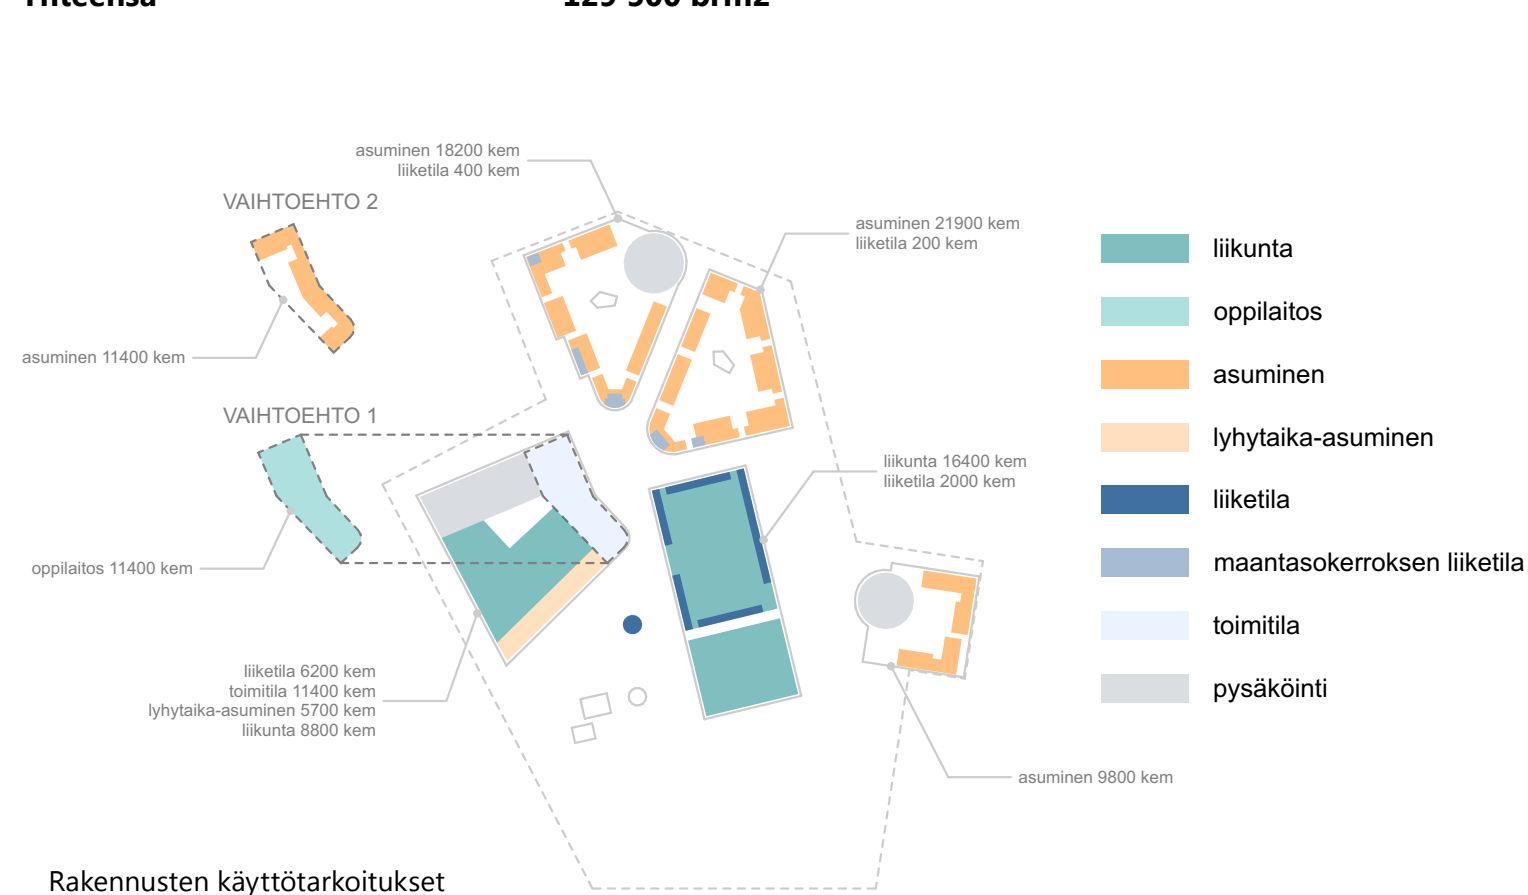 asuminen 18200 kem
liiketila 400 kem
VAIHTOEHTO 2
asuminen 21900 kem
liiketila 200 kem
asuminen 11400 kem
VAIHTOEHTO 1
liikunta 16400 kem
liiketila 2000 kem
oppilaitos 11400 kem
liiketila 6200 kem
toimitila 11400 kem
lyhytaika-asuminen 5700 kem
liikunta 8800 kem
asuminen 9800 kem
liikunta
oppilaitos
asuminen
lyhytaika-asuminen
liiketila
maantasokerroksen liiketila
toimitila
pysäköinti
Rakennusten käyttötarkoitukset